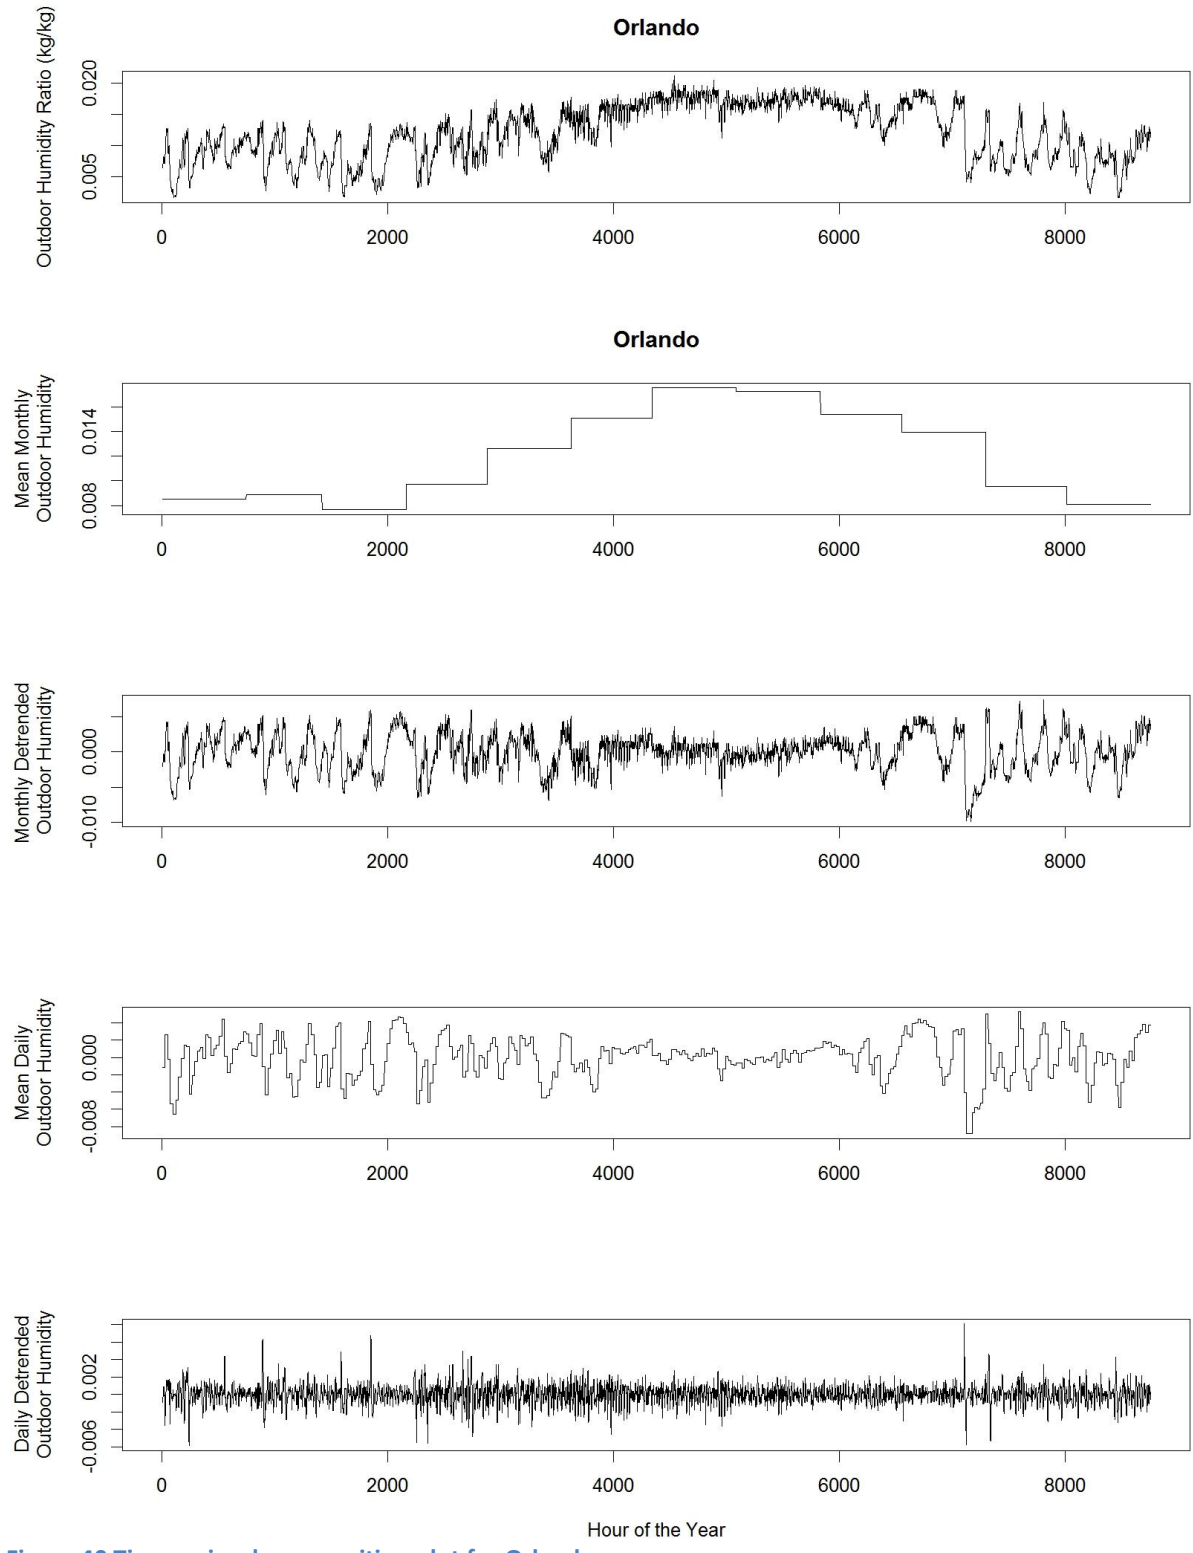 Orlando
Outdoor Humidity Ratio (kg/kg)
0.020
0.006
0 2000 4000 6000 8000
Orlando
Mean Monthly
Outdoor Humidity
0.014
0.008
0 2000 4000 6000 8000
Monthly Detrended
Outdoor Humidity
0.000
-0.010
0 2000 4000 6000 8000
Mean Daily
Outdoor Humidity
0.000
-0.008
0 2000 4000 6000 8000
Daily Detrended
Outdoor Humidity
0.002
-0.006
0 2000 4000 6000 8000
Hour of the Year